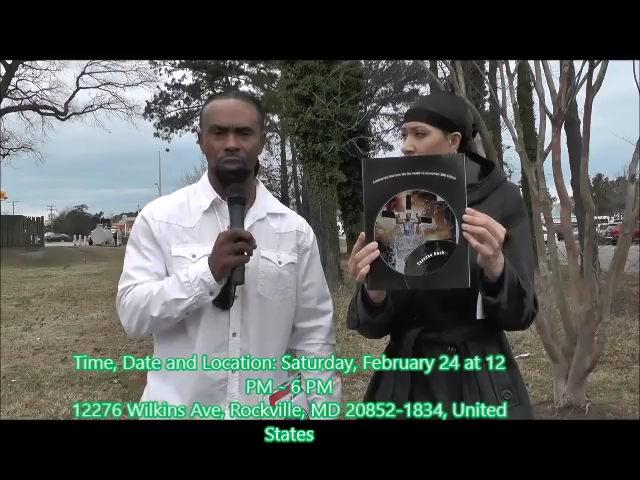 Time, Date and Location: Saturday, February 24 at 12
PM - 6 PM
12276 Wilkins Ave, Rockville, MD 20852-1834, United
States